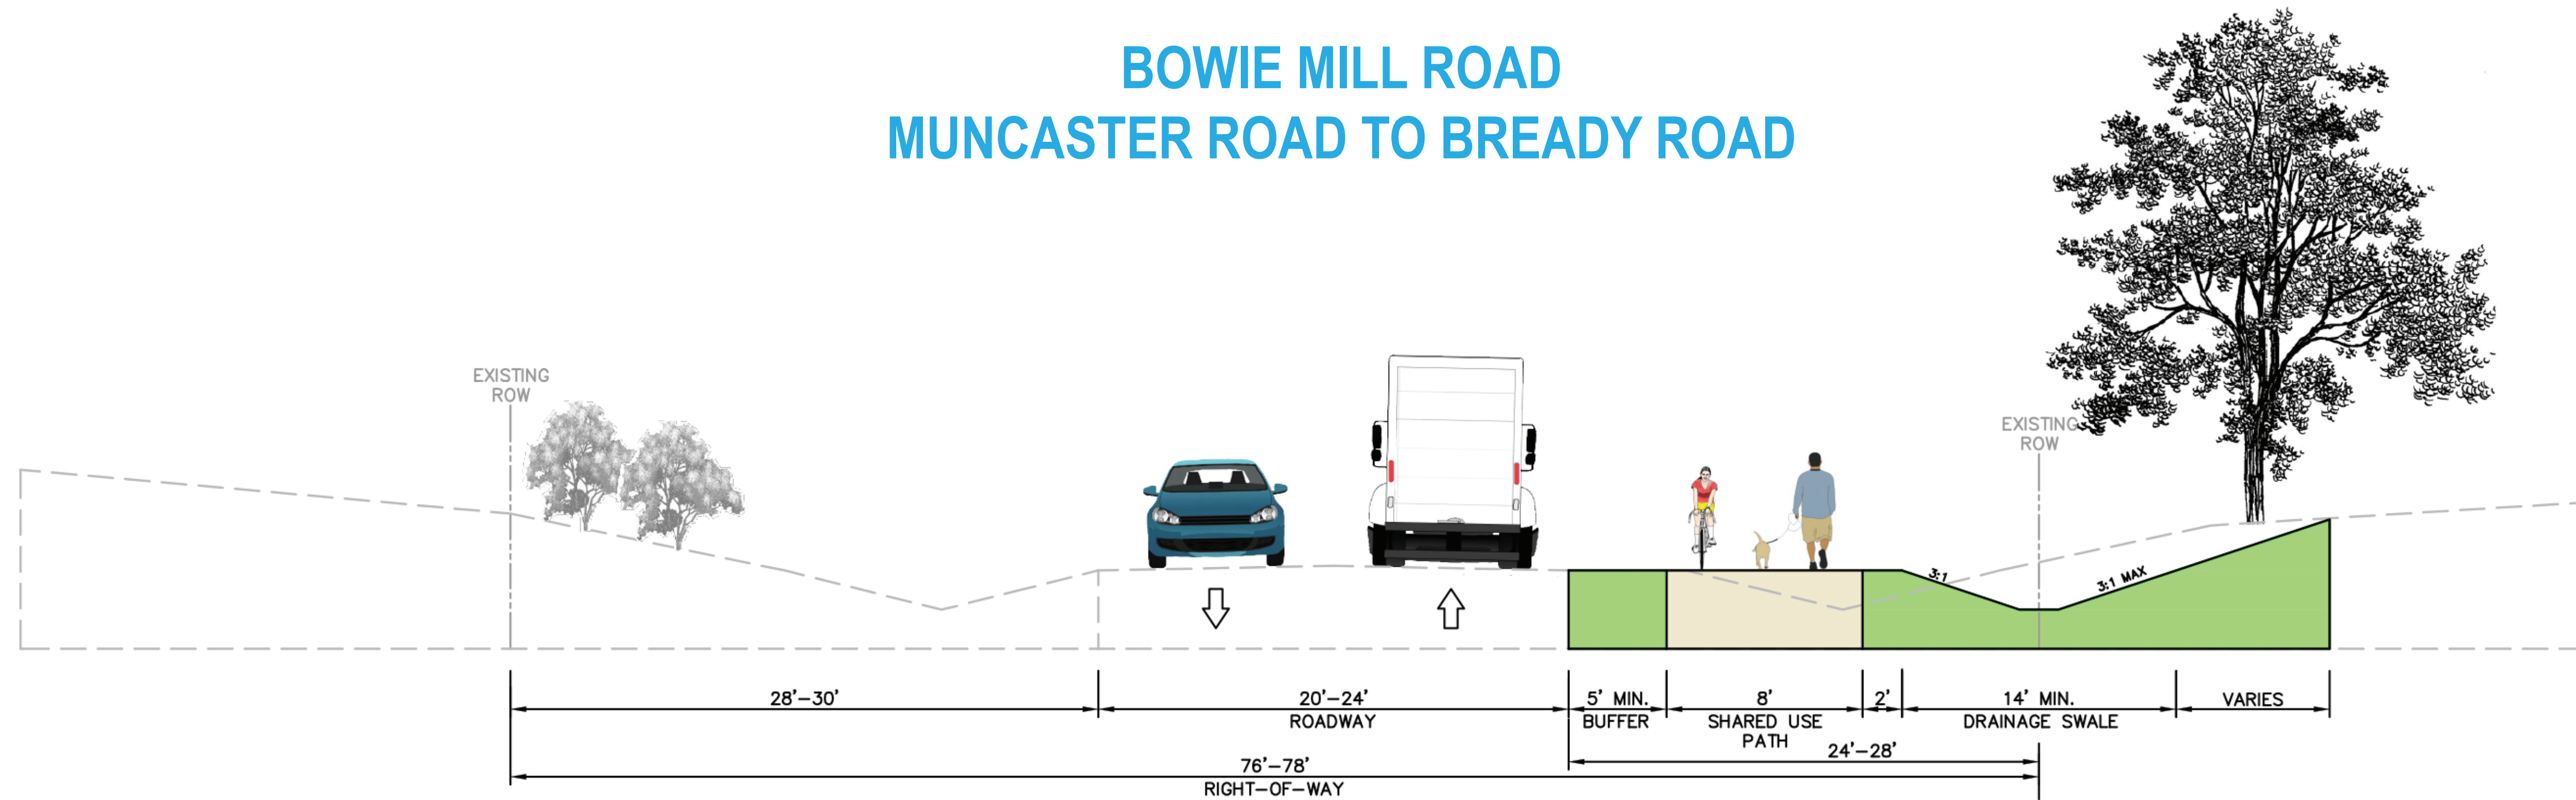 BOWIE MILL ROAD
MUNCASTER ROAD TO BREADY ROAD
EXISTING
ROW
EXISTING
ROW
3:1
3:1 MAX
28'-30'
20'-24'
ROADWAY
5' MIN.
BUFFER
8'
SHARED USE
PATH
2'
14' MIN.
DRAINAGE SWALE
VARIES
24'-28'
76'-78'
RIGHT-OF-WAY